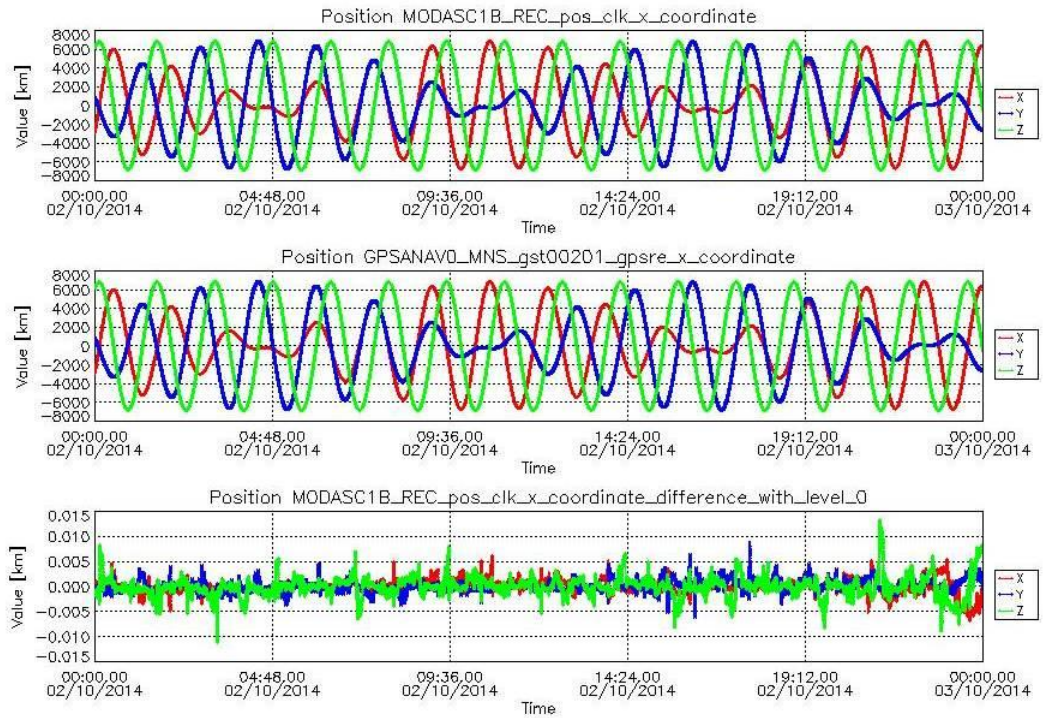 Position MODASC1B_REC_pos_clk_x_coordinate
Value [km]
8000
6000
4000
2000
0
−2000
−4000
−6000
−8000
X
Y
Z
00:00.00 04:48.00 09:36.00 14:24.00 19:12.00 00:00.00
02/10/2014 02/10/2014 02/10/2014 02/10/2014 02/10/2014 03/10/2014
Time
Position GPSANAV0_MNS_gst00201_gpsre_x_coordinate
Value [km]
8000
6000
4000
2000
0
−2000
−4000
−6000
−8000
X
Y
Z
00:00.00 04:48.00 09:36.00 14:24.00 19:12.00 00:00.00
02/10/2014 02/10/2014 02/10/2014 02/10/2014 02/10/2014 03/10/2014
Time
Position MODASC1B_REC_pos_clk_x_coordinate_difference_with_level_0
Value [km]
0.015
0.010
0.005
0.000
−0.005
−0.010
−0.015
X
Y
Z
00:00.00 04:48.00 09:36.00 14:24.00 19:12.00 00:00.00
02/10/2014 02/10/2014 02/10/2014 02/10/2014 02/10/2014 03/10/2014
Time